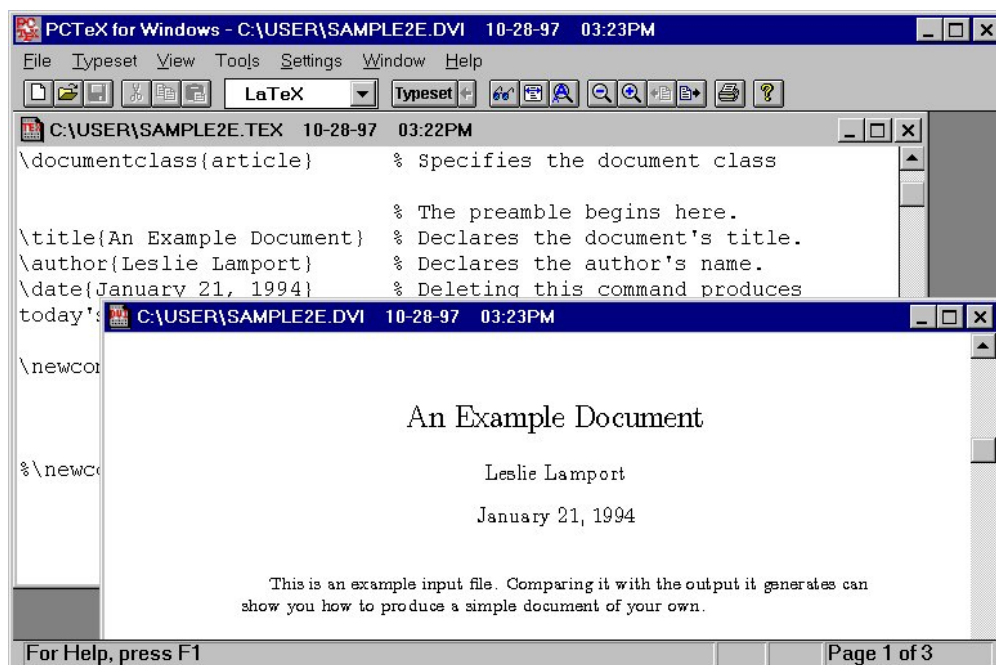 PCTeX for Windows - C:\USER\SAMPLE2E.DVI 10-28-97 03:23PM
File Typeset View Tools Settings Window Help
LaTeX Typeset
C:\USER\SAMPLE2E.TEX 10-28-97 03:22PM
\documentclass{article} % Specifies the document class
% The preamble begins here.
\title{An Example Document} % Declares the document's title.
\author{Leslie Lamport} % Declares the author's name.
\date{January 21, 1994} % Deleting this command produces
today's
\newcom
%\newco
C:\USER\SAMPLE2E.DVI 10-28-97 03:23PM
An Example Document
Leslie Lamport
January 21, 1994
This is an example input file. Comparing it with the output it generates can
show you how to produce a simple document of your own.
For Help, press F1 Page 1 of 3